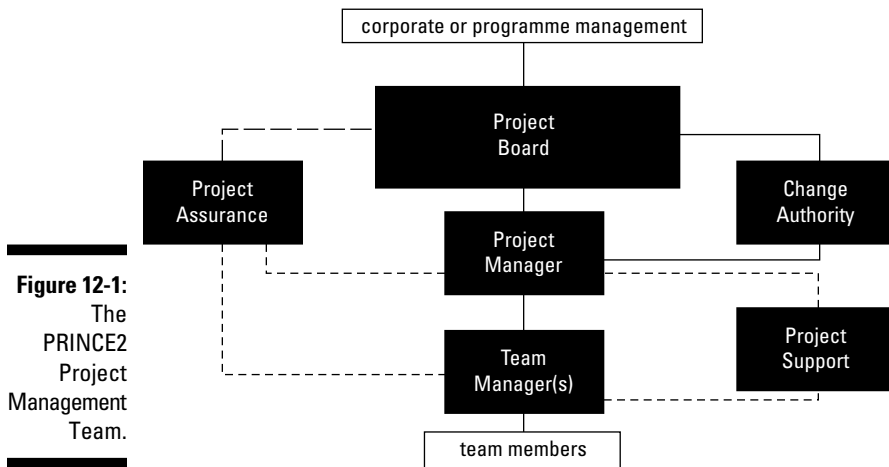 corporate or programme management
Project
Board
Project
Assurance
Change
Authority
Project
Manager
Figure 12-1:
The
PRINCE2
Project
Management
Team.
Project
Support
Team
Manager(s)
team members